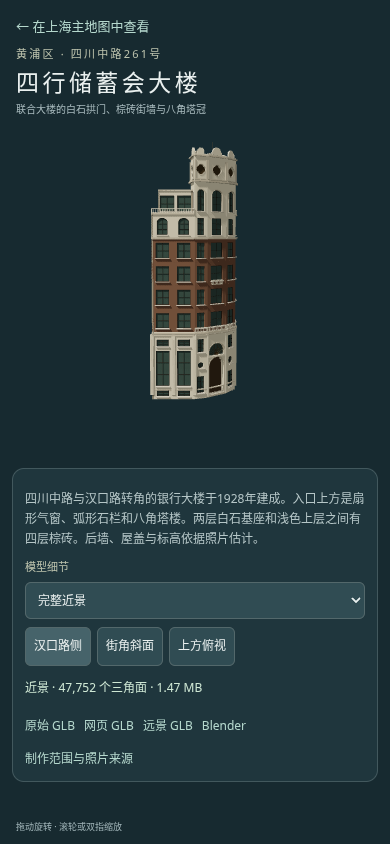 ← 在上海主地图中查看
黄浦区 · 四川中路261号
四行储蓄会大楼
联合大楼的白石拱门、棕砖街墙与八角塔冠
四川中路与汉口路转角的银行大楼于1928年建成。入口上方是扇
形气窗、弧形石栏和八角塔楼。两层白石基座和浅色上层之间有
四层棕砖。后墙、屋盖与标高依据照片估计。
模型细节
完整近景
汉口路侧 街角斜面 上方俯视
近景 · 47,752 个三角面 · 1.47 MB
原始 GLB 网页 GLB 远景 GLB Blender
制作范围与照片来源
拖动旋转 · 滚轮或双指缩放